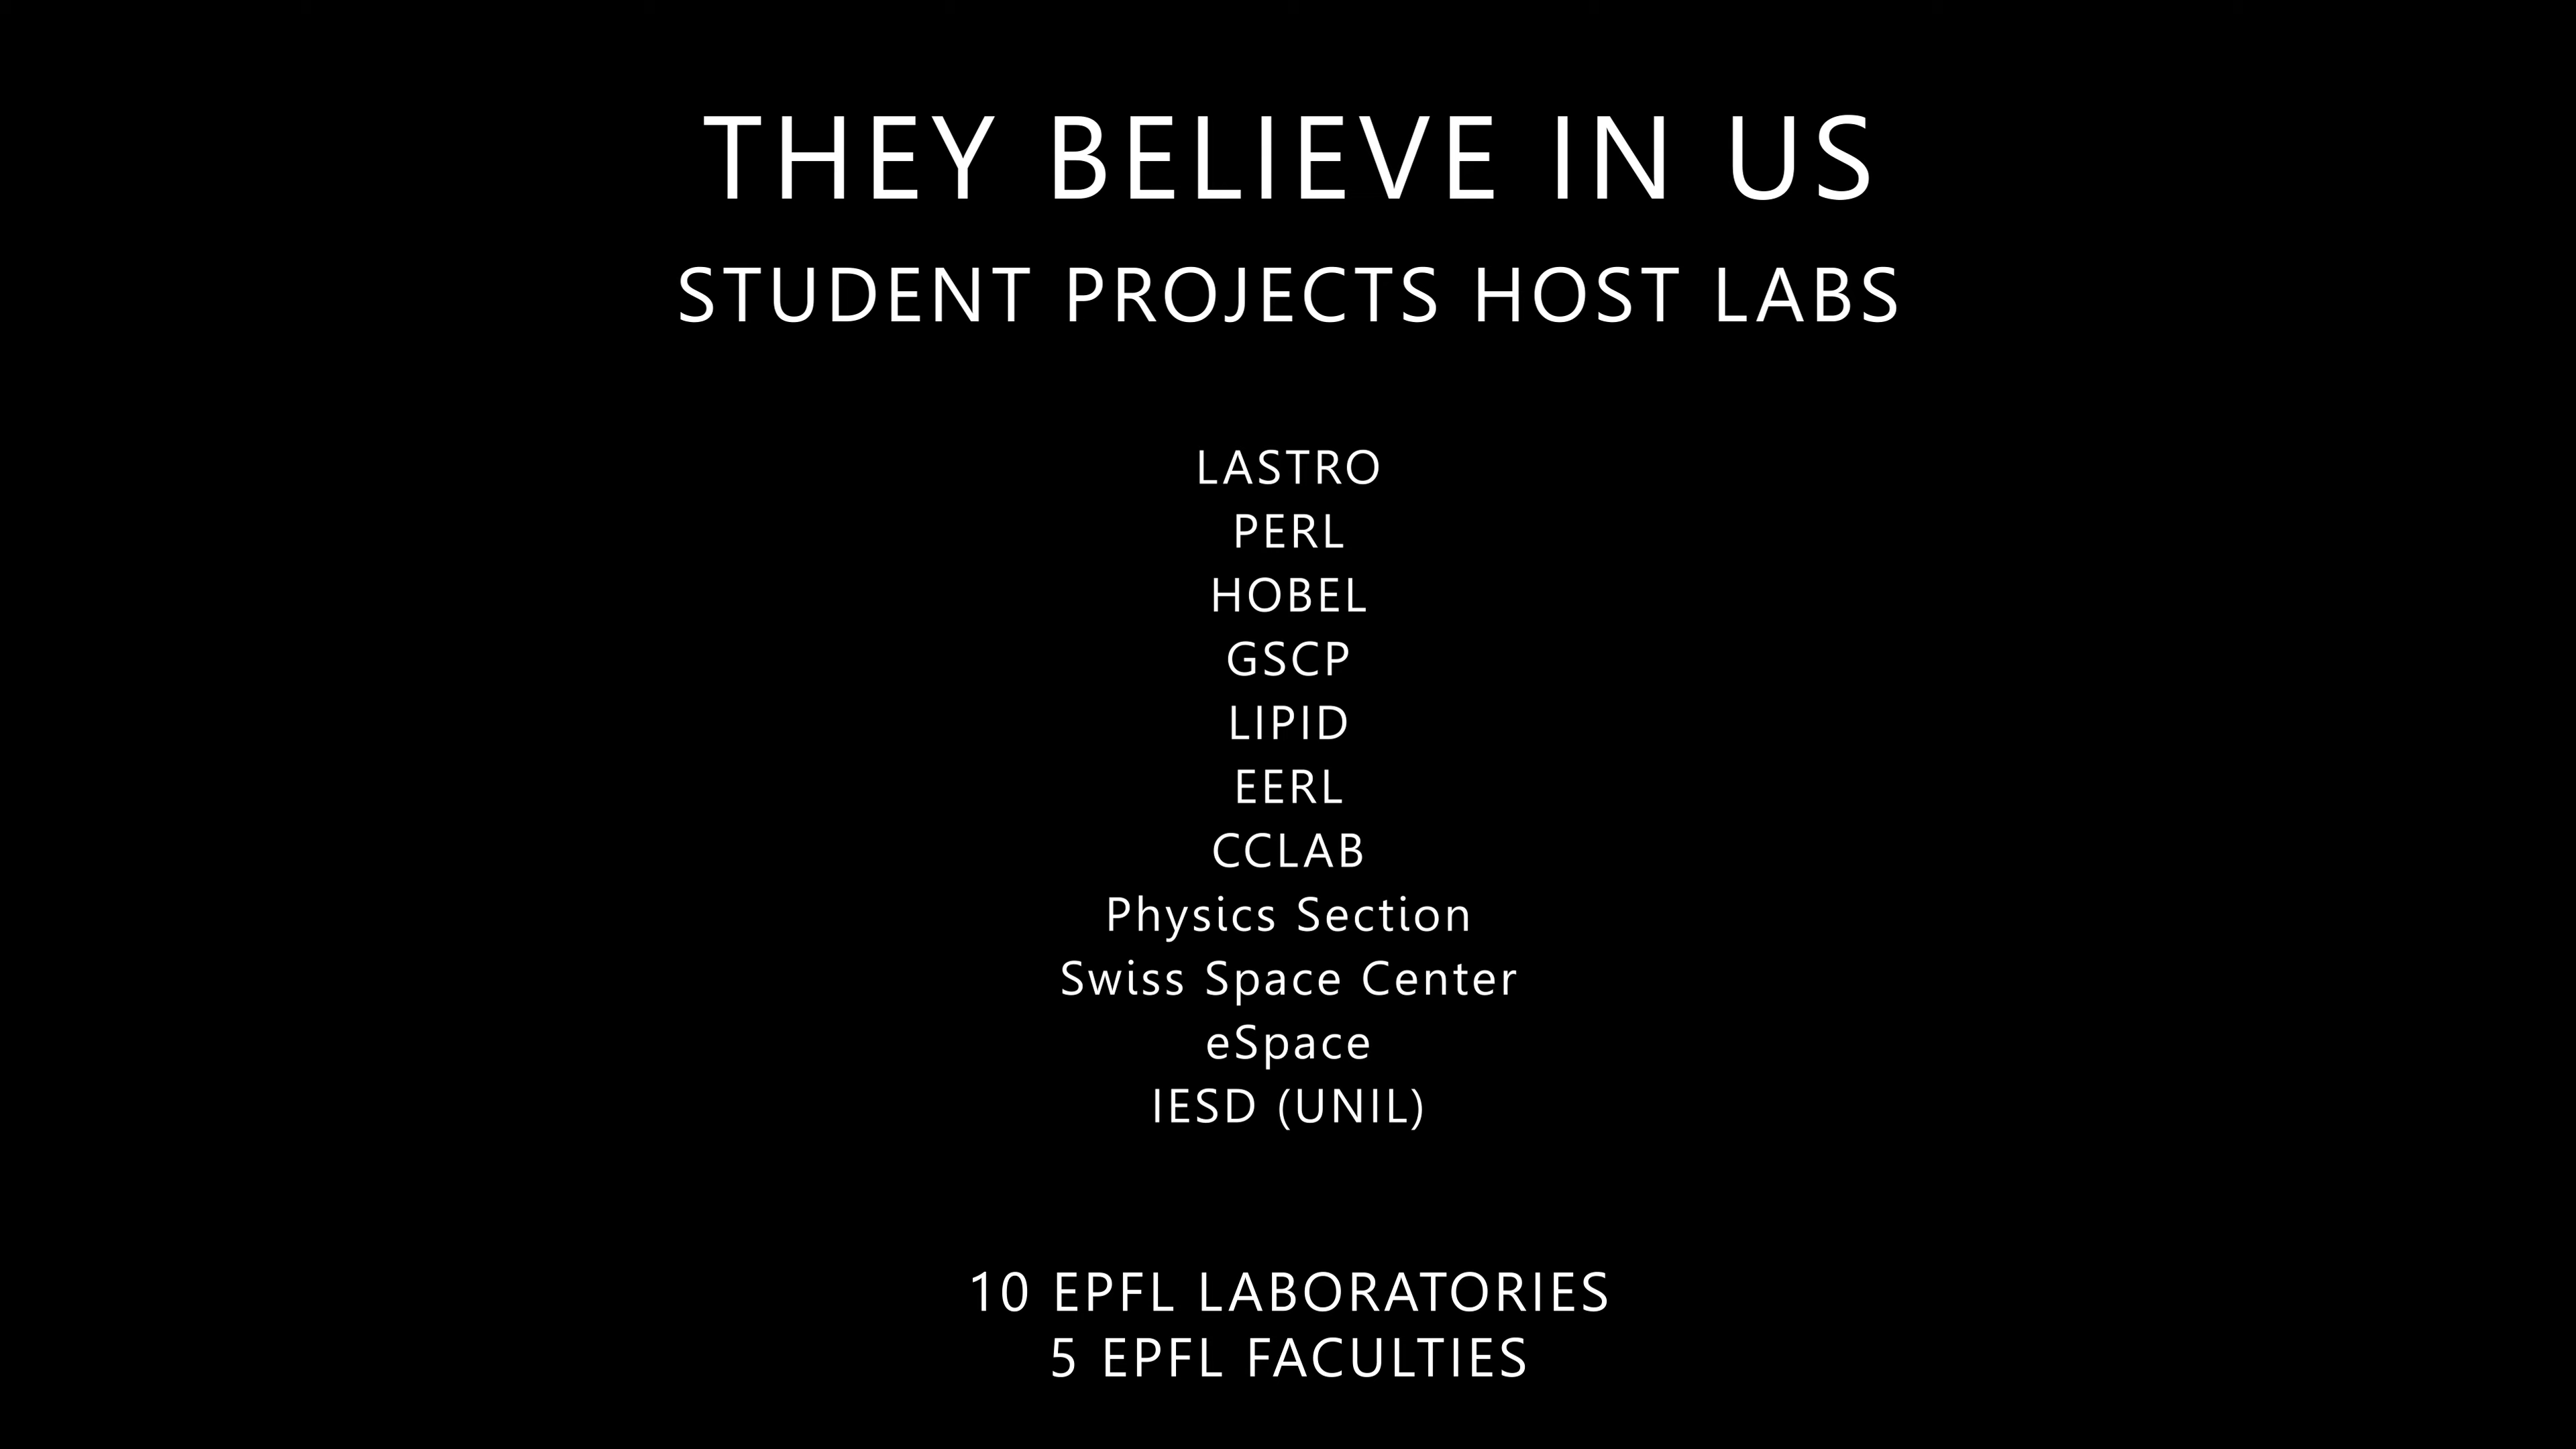 THEY BELIEVE IN US
STUDENT PROJECTS HOST LABS
LASTRO
PERL
HOBEL
GSCP
LIPID
EERL
CCLAB
Physics Section
Swiss Space Center
eSpace
IESD (UNIL)
10 EPFL LABORATORIES
5 EPFL FACULTIES